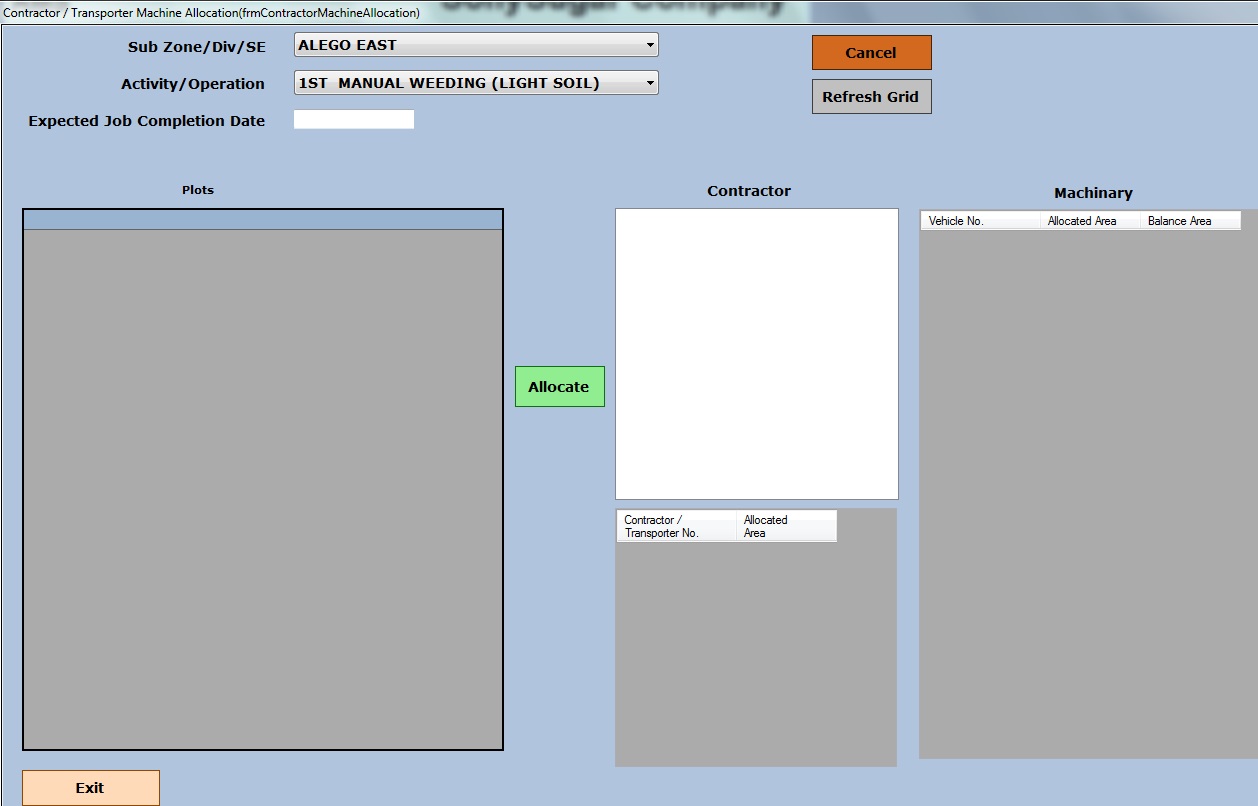 Contractor / Transporter Machine Allocation(frmContractorMachineAllocation)
SonySugar Company
Sub Zone/Div/SE
ALEGO EAST
Cancel
Activity/Operation
1ST  MANUAL WEEDING (LIGHT SOIL)
Refresh Grid
Expected Job Completion Date
Plots
Contractor
Machinary
Vehicle No.
Allocated Area
Balance Area
Allocate
Contractor /
Transporter No.
Allocated
Area
Exit